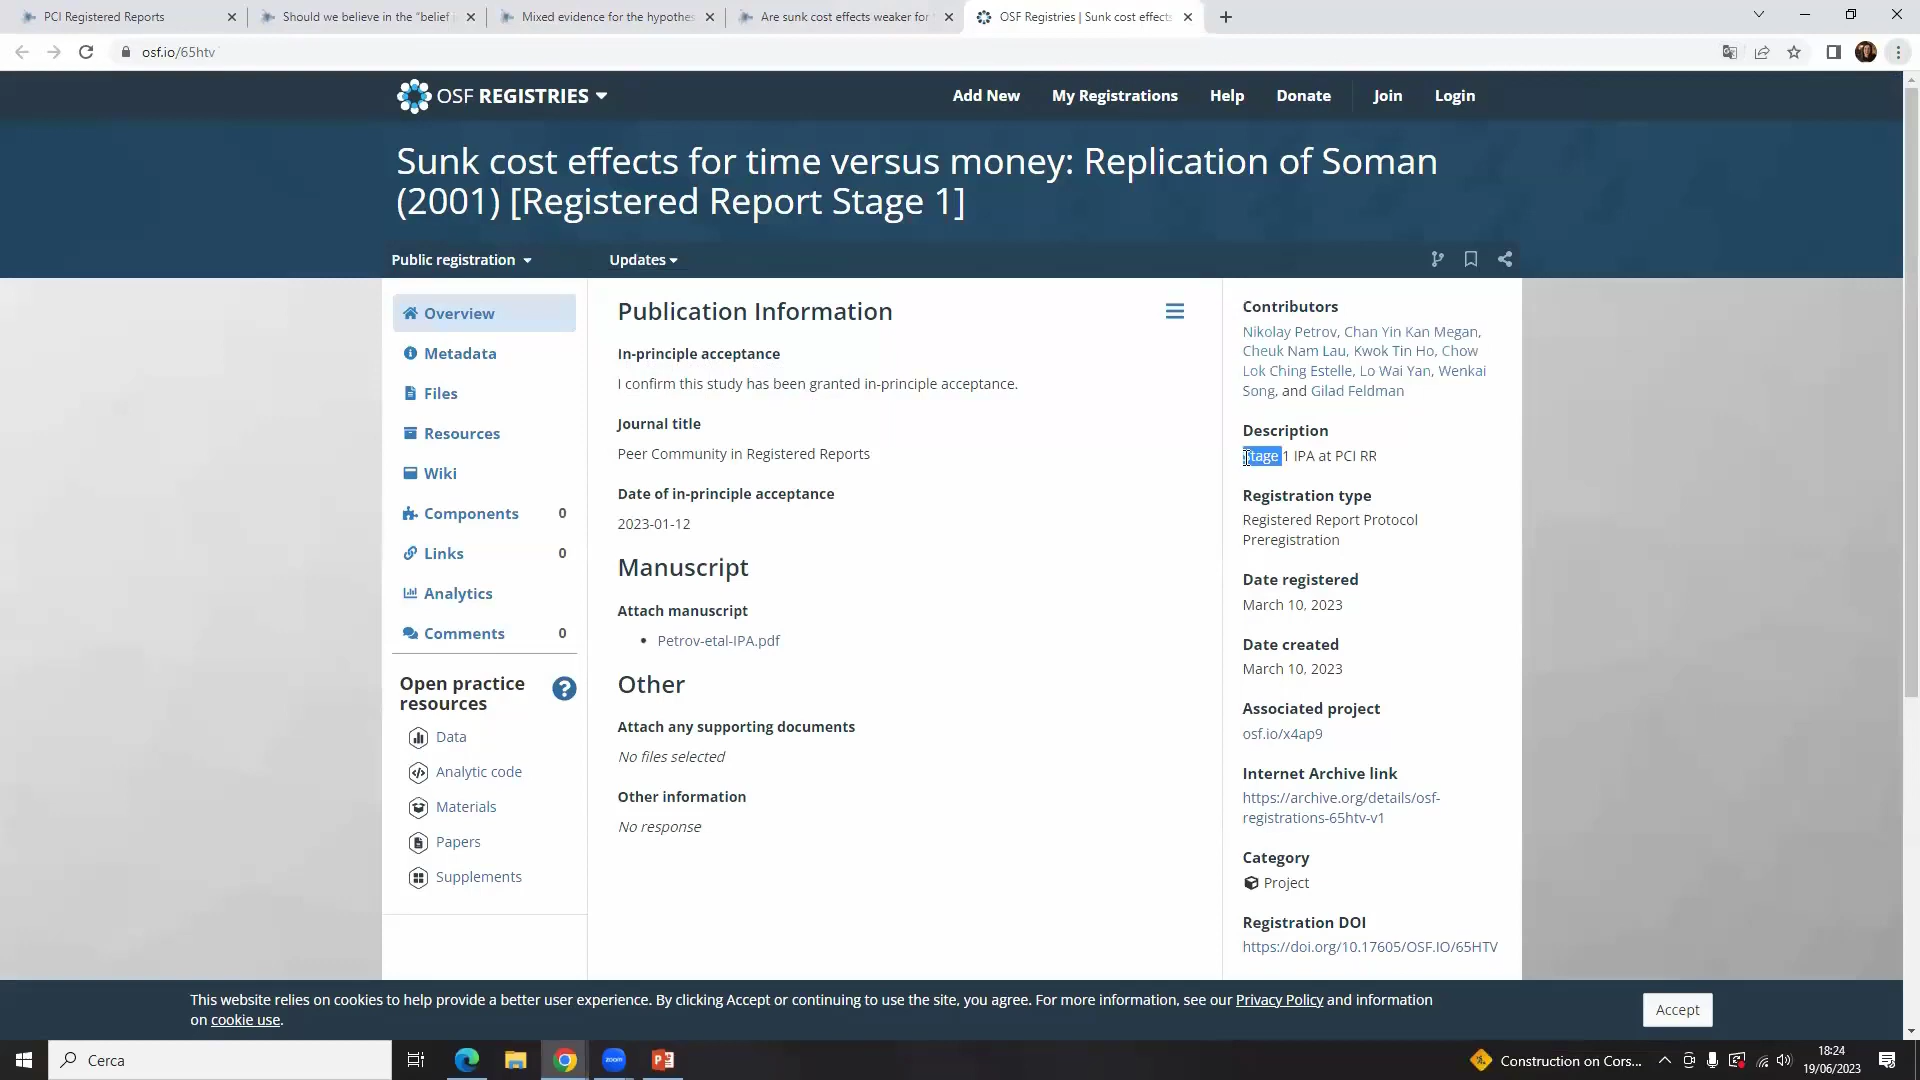 PCI Registered Reports
Should we believe in the "belief i
Mixed evidence for the hypothes
Are sunk cost effects weaker for
OSF Registries | Sunk cost effects
osf.io/65htv
OSF REGISTRIES
Add New
My Registrations
Help
Donate
Join
Login
Sunk cost effects for time versus money: Replication of Soman
(2001) [Registered Report Stage 1]
Public registration
Updates
Overview
Metadata
Files
Resources
Wiki
Components 0
Links 0
Analytics
Comments 0
Open practice
resources
Data
Analytic code
Materials
Papers
Supplements
Publication Information
In-principle acceptance
I confirm this study has been granted in-principle acceptance.
Journal title
Peer Community in Registered Reports
Date of in-principle acceptance
2023-01-12
Manuscript
Attach manuscript
Petrov-etal-IPA.pdf
Other
Attach any supporting documents
No files selected
Other information
No response
Contributors
Nikolay Petrov, Chan Yin Kan Megan,
Cheuk Nam Lau, Kwok Tin Ho, Chow
Lok Ching Estelle, Lo Wai Yan, Wenkai
Song, and Gilad Feldman
Description
Stage 1 IPA at PCI RR
Registration type
Registered Report Protocol
Preregistration
Date registered
March 10, 2023
Date created
March 10, 2023
Associated project
osf.io/x4ap9
Internet Archive link
https://archive.org/details/osf-
registrations-65htv-v1
Category
Project
Registration DOI
https://doi.org/10.17605/OSF.IO/65HTV
This website relies on cookies to help provide a better user experience. By clicking Accept or continuing to use the site, you agree. For more information, see our Privacy Policy and information
on cookie use.
Accept
Cerca
zoom
Construction on Cors...
18:24
19/06/2023